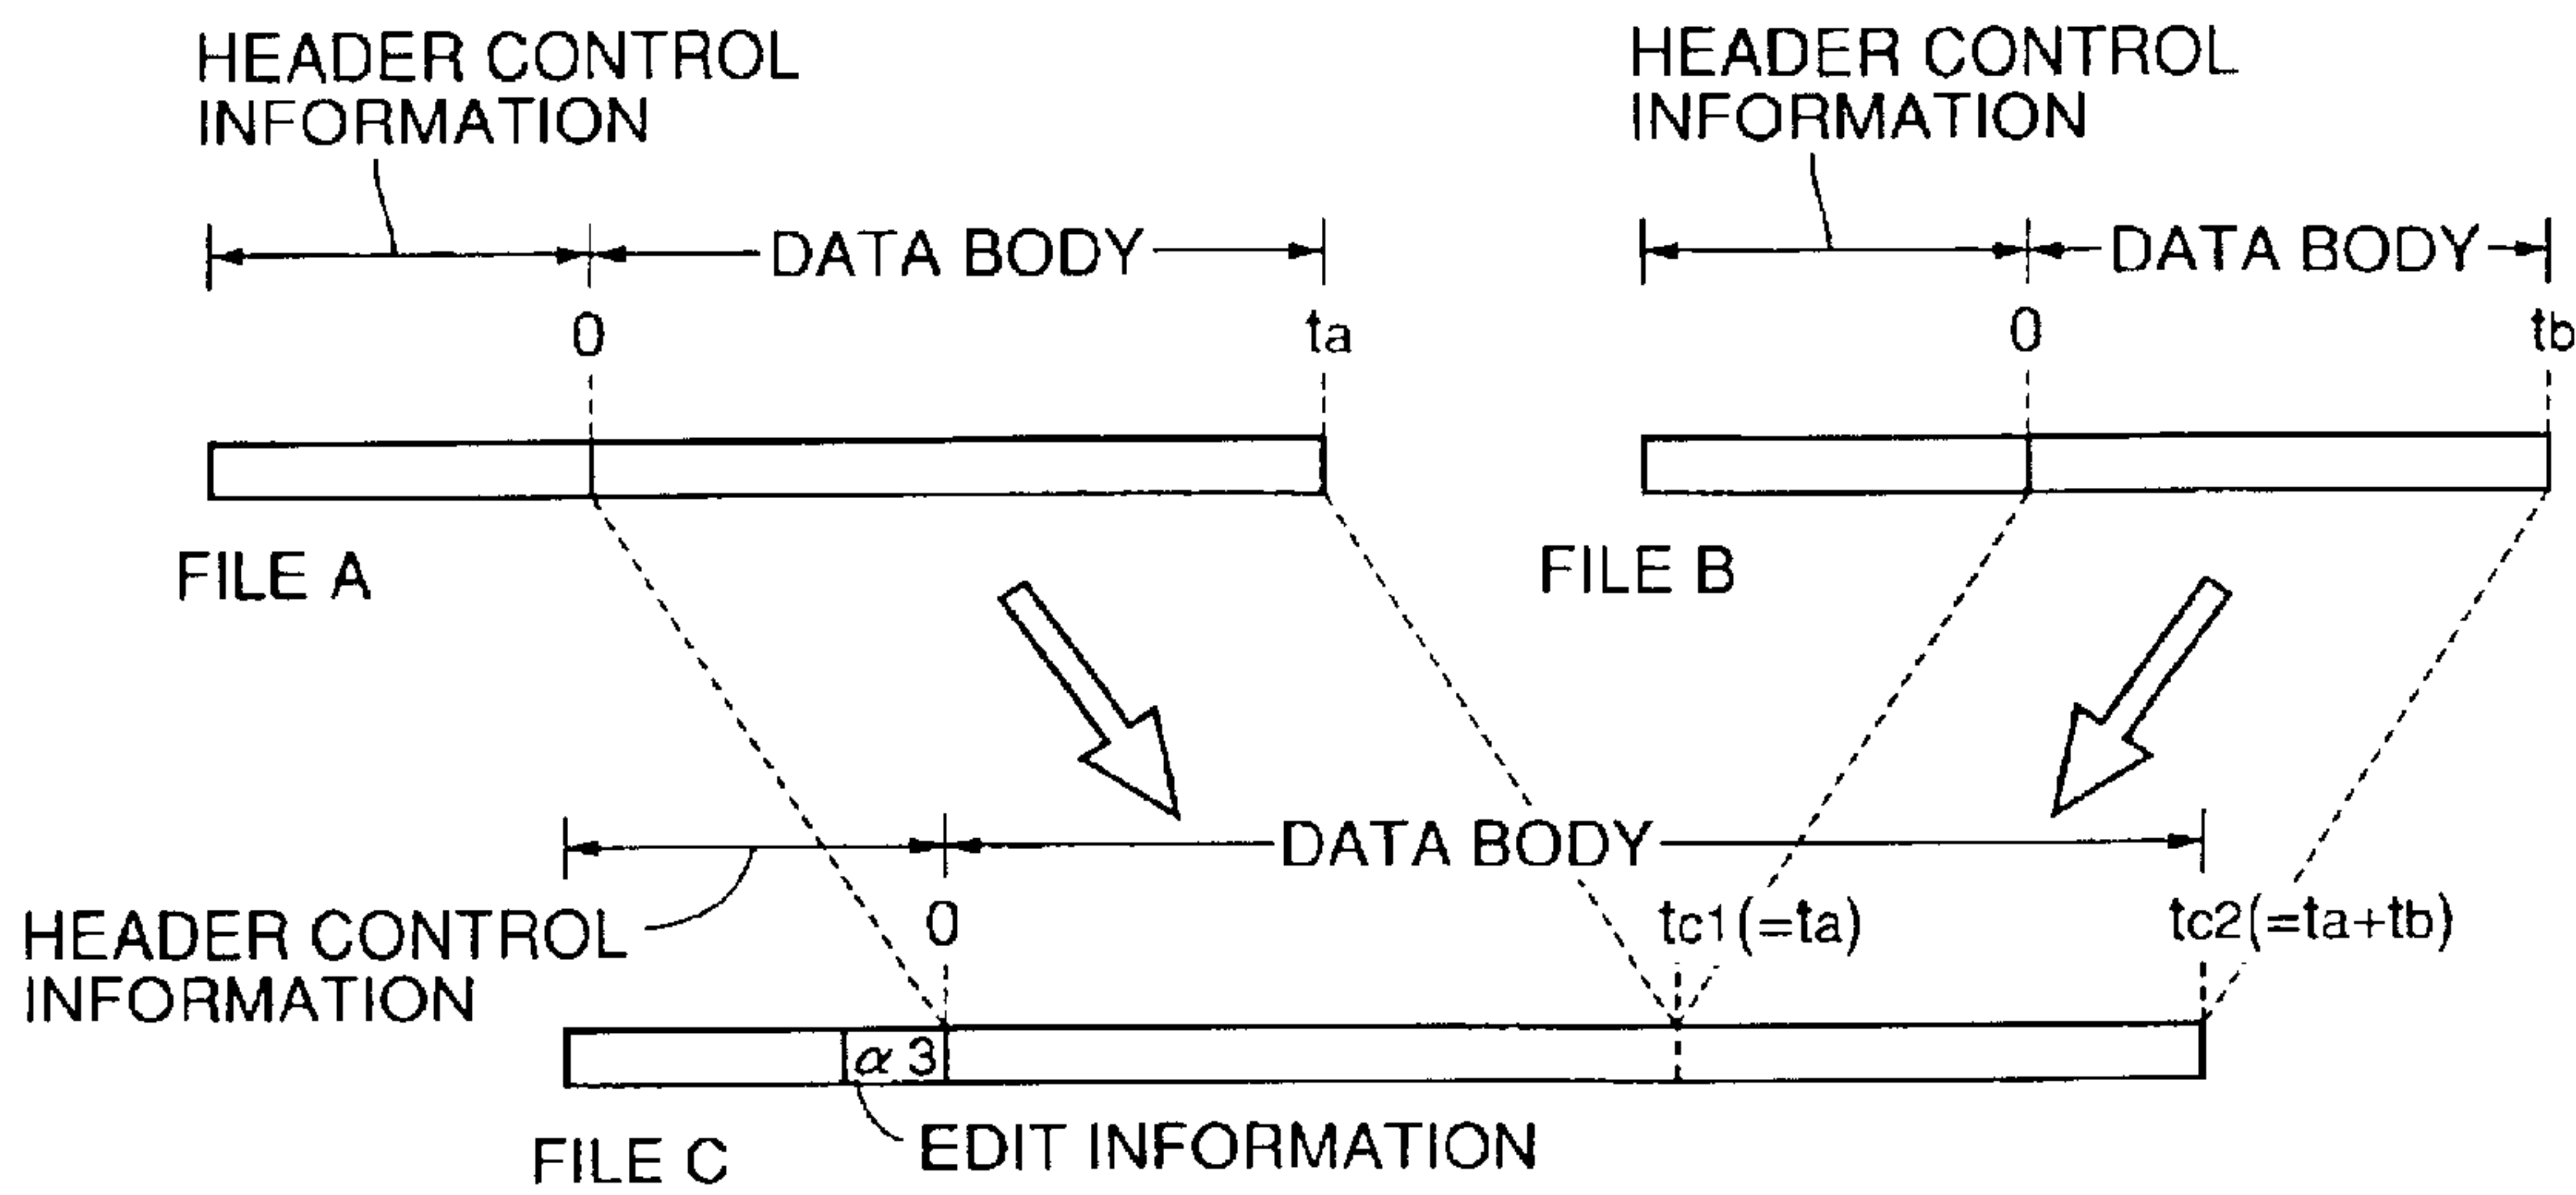 HEADER CONTROL
INFORMATION
HEADER CONTROL
INFORMATION
DATA BODY
DATA BODY
0
ta
0
tb
FILE A
FILE B
DATA BODY
HEADER CONTROL
INFORMATION
0
tc1(=ta)
tc2(=ta+tb)
α 3
FILE C
EDIT INFORMATION